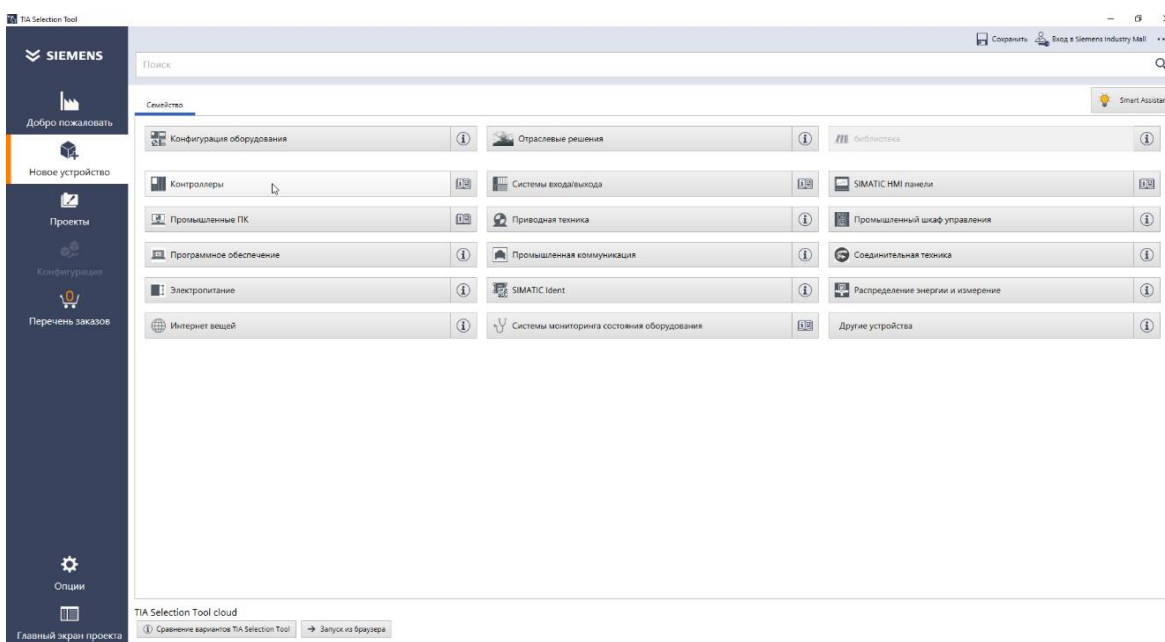 TIA Selection Tool
Сохранить Вход в Siemens Industry Mall
SIEMENS
Поиск
Добро пожаловать
Новое устройство
Проекты
Конфигурация
0
Перечень заказов
Опции
Главный экран проекта
Семейство
Smart Assistan
Конфигурация оборудования
Отраслевые решения
библиотека
Контроллеры
Системы входа/выхода
SIMATIC HMI панели
Промышленные ПК
Приводная техника
Промышленный шкаф управления
Программное обеспечение
Промышленная коммуникация
Соединительная техника
Электропитание
SIMATIC Ident
Распределение энергии и измерение
Интернет вещей
Системы мониторинга состояния оборудования
Другие устройства
TIA Selection Tool cloud
Сравнение вариантов TIA Selection Tool
Запуск из браузера